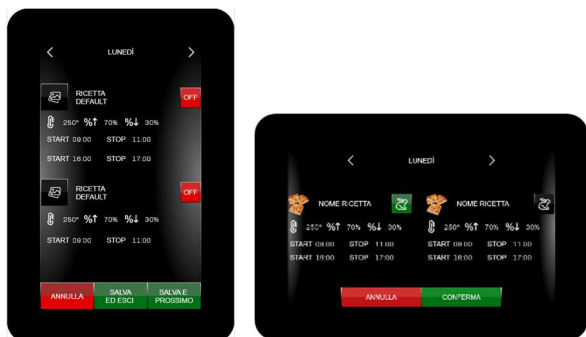 LUNEDÌ
RICETTA
DEFAULT
OFF
250° %↑ 70% %↓ 30%
START 09:00 STOP 11:00
START 16:00 STOP 17:00
RICETTA
DEFAULT
OFF
250° %↑ 70% %↓ 30%
START 09:00 STOP 11:00
ANNULLA
SALVA
ED ESCI
SALVA E
PROSSIMO
LUNEDÌ
NOME RICETTA
250° %↑ 70% %↓ 30%
START 09:00 STOP 11:00
START 16:00 STOP 17:00
NOME RICETTA
250° %↑ 70% %↓ 30%
START 09:00 STOP 11:00
START 16:00 STOP 17:00
ANNULLA
CONFERMA